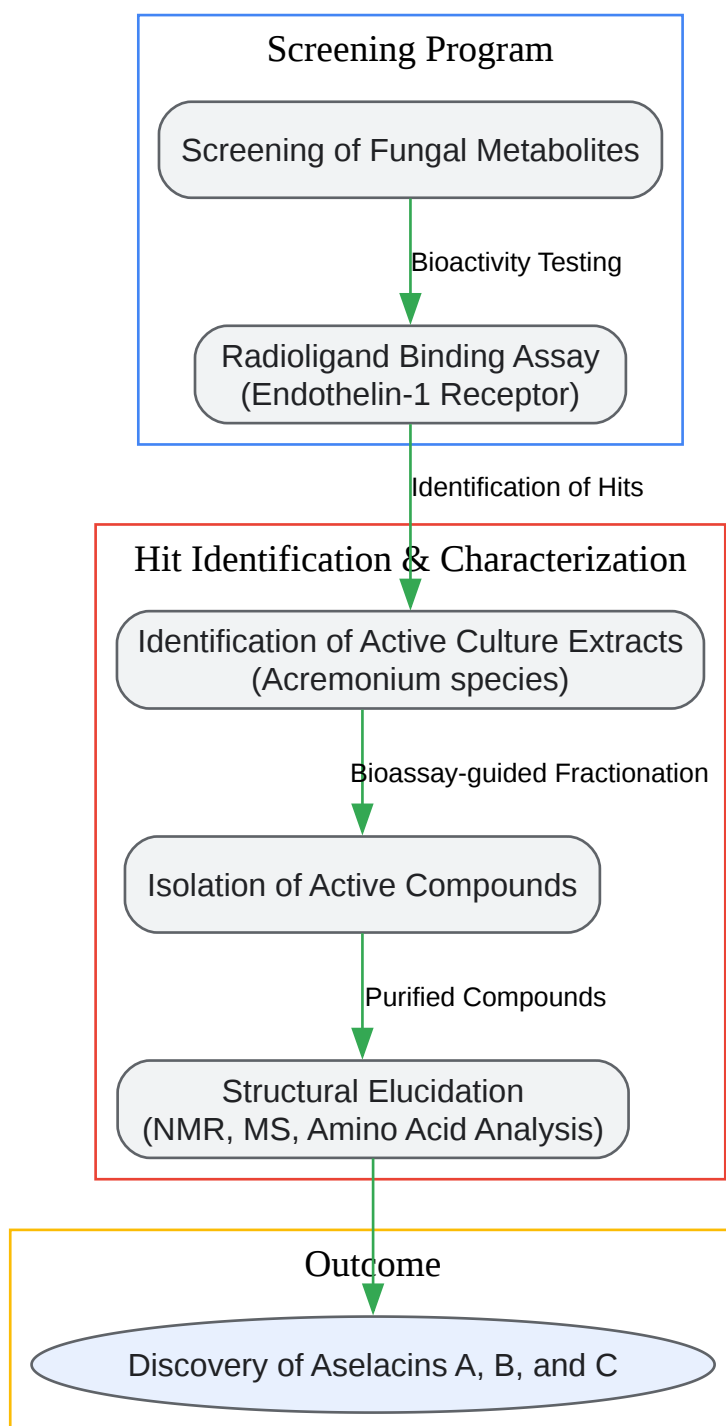 Screening Program
Screening of Fungal Metabolites
Bioactivity Testing
Radioligand Binding Assay
(Endothelin-1 Receptor)
Identification of Hits
Hit Identification & Characterization
Identification of Active Culture Extracts
(Acremonium species)
Bioassay-guided Fractionation
Isolation of Active Compounds
Purified Compounds
Structural Elucidation
(NMR, MS, Amino Acid Analysis)
Outcome
Discovery of Aselacins A, B, and C